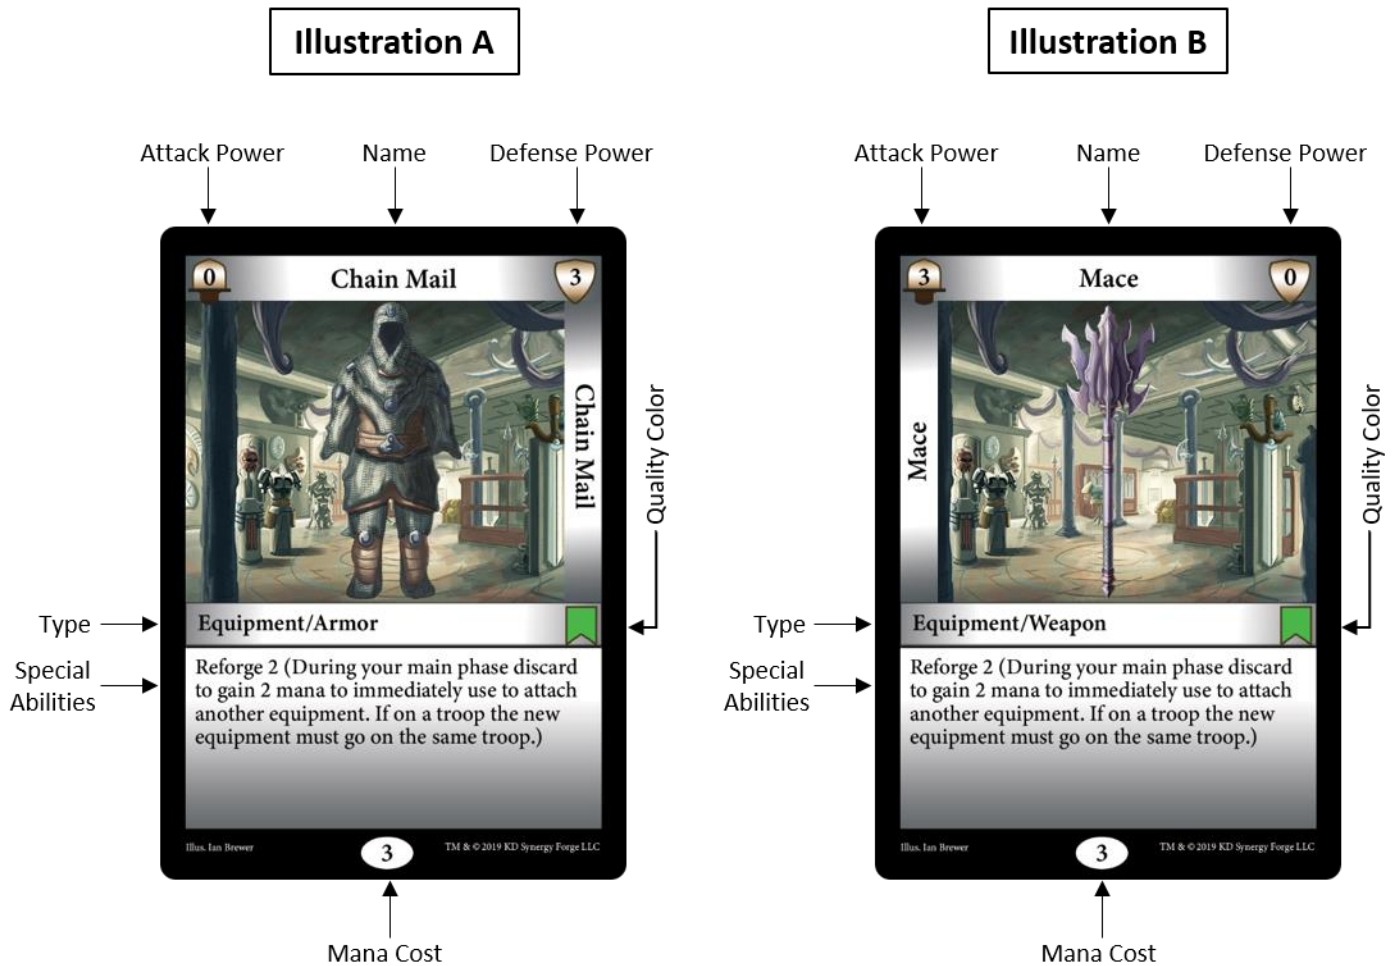 Illustration A
Attack Power
Name
Defense Power
0
Chain Mail
3
Chain Mail
Quality Color
Type
Equipment/Armor
Special
Abilities
Reforge 2 (During your main phase discard
to gain 2 mana to immediately use to attach
another equipment. If on a troop the new
equipment must go on the same troop.)
Illus. Ian Brewer
3
TM & © 2019 KD Synergy Forge LLC
Mana Cost
Illustration B
Attack Power
Name
Defense Power
3
Mace
0
Mace
Quality Color
Type
Equipment/Weapon
Special
Abilities
Reforge 2 (During your main phase discard
to gain 2 mana to immediately use to attach
another equipment. If on a troop the new
equipment must go on the same troop.)
Illus. Ian Brewer
3
TM & © 2019 KD Synergy Forge LLC
Mana Cost